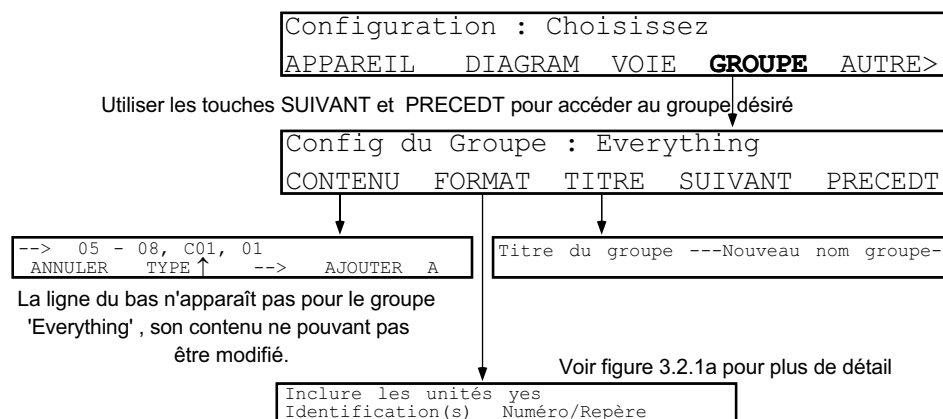 Configuration : Choisissez
APPAREIL DIAGRAM VOIE GROUPE AUTRE>
Utiliser les touches SUIVANT et PRECEDT pour accéder au groupe désiré
Config du Groupe : Everything
CONTENU FORMAT TITRE SUIVANT PRECEDT
--> 05 - 08, C01, 01
ANNULER TYPE ↑ --> AJOUTER A
Titre du groupe ---Nouveau nom groupe-
La ligne du bas n'apparaît pas pour le groupe
'Everything' , son contenu ne pouvant pas
être modifié.
Voir figure 3.2.1a pour plus de détail
Inclure les unités yes
Identification(s) Numéro/Repère